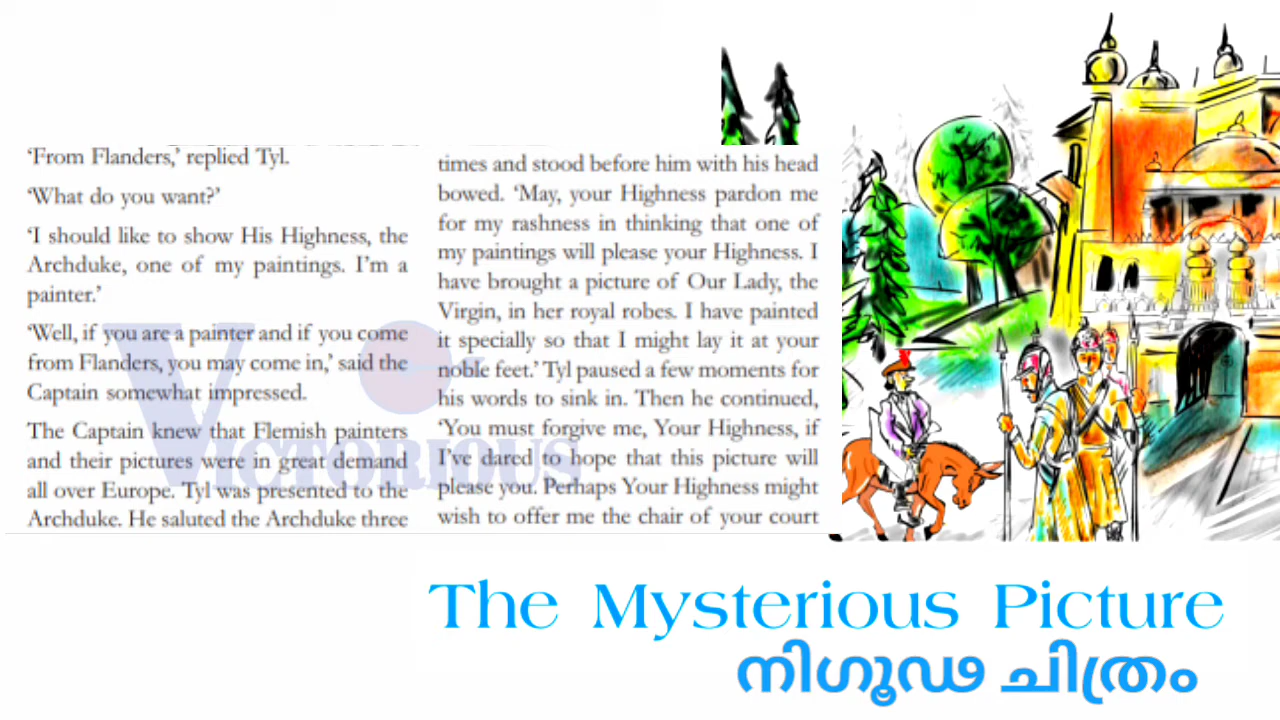 ‘From Flanders,’ replied Tyl.
‘What do you want?’
‘I should like to show His Highness, the
Archduke, one of my paintings. I’m a
painter.’
‘Well, if you are a painter and if you come
from Flanders, you may come in,’ said the
Captain somewhat impressed.
The Captain knew that Flemish painters
and their pictures were in great demand
all over Europe. Tyl was presented to the
Archduke. He saluted the Archduke three
times and stood before him with his head
bowed. ‘May, your Highness pardon me
for my rashness in thinking that one of
my paintings will please your Highness. I
have brought a picture of Our Lady, the
Virgin, in her royal robes. I have painted
it specially so that I might lay it at your
noble feet.’ Tyl paused a few moments for
his words to sink in. Then he continued,
‘You must forgive me, Your Highness, if
I’ve dared to hope that this picture will
please you. Perhaps Your Highness might
wish to offer me the chair of your court
VICTORIOUS
The Mysterious Picture
നിഗൂഢ ചിത്രം